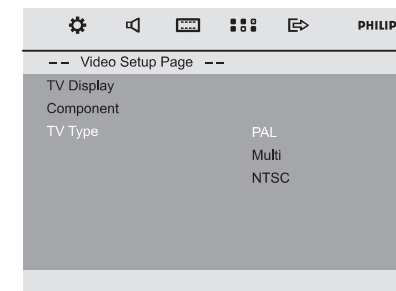 PHILIP
-- Video Setup Page --
TV Display
Component
TV Type PAL
Multi
NTSC